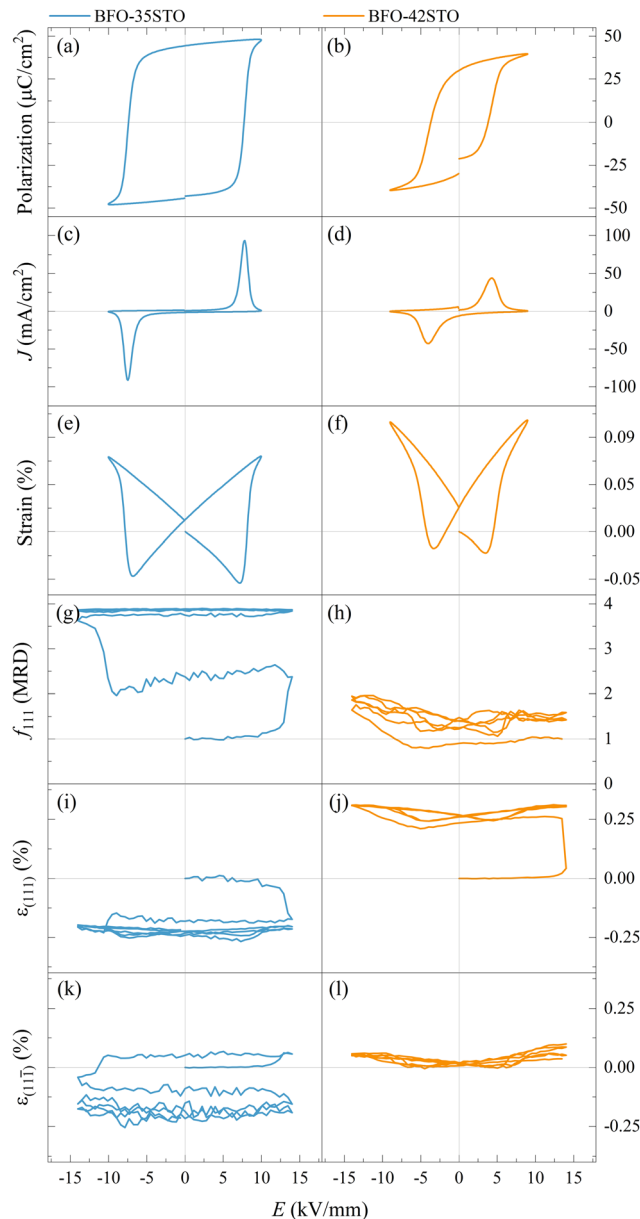 BFO-35STO BFO-42STO
(a) (b)
Polarization (µC/cm²)
50
25
0
-25
-50
(c) (d)
J (mA/cm²)
100
50
0
-50
-100
(e) (f)
Strain (%)
0.09
0.05
0.00
-0.05
(g) (h)
f₁₁₁ (MRD)
4
3
2
1
0
(i) (j)
ε₍₁₁₁₎ (%)
0.25
0.00
-0.25
(k) (l)
ε₍₁₁1̄₎ (%)
0.25
0.00
-0.25
-15 -10 -5 0 5 10 -15 -10 -5 0 5 10 15
E (kV/mm)